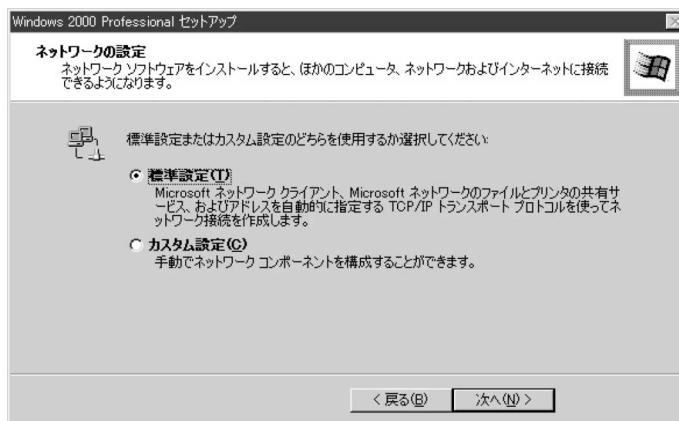 Windows 2000 Professional セットアップ
ネットワークの設定
ネットワーク ソフトウェアをインストールすると、ほかのコンピュータ、ネットワークおよびインターネットに接続
できるようになります。
標準設定またはカスタム設定のどちらを使用するか選択してください:
標準設定(T)
Microsoft ネットワーク クライアント、Microsoft ネットワークのファイルとプリンタの共有サ
ービス、およびアドレスを自動的に指定する TCP/IP トランスポート プロトコルを使ってネ
ットワーク接続を作成します。
カスタム設定(C)
手動でネットワーク コンポーネントを構成することができます。
< 戻る(B)
次へ(N) >